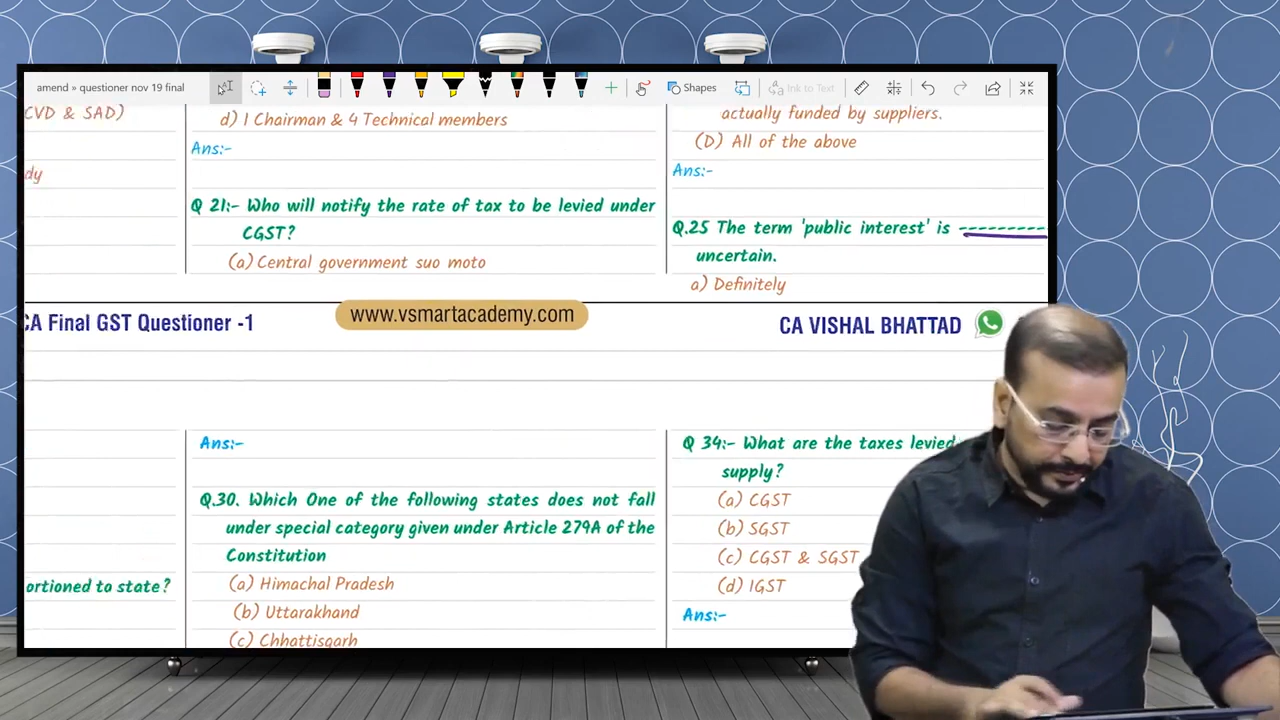 amend » questioner nov 19 final
Shapes
Ink to Text
CVD & SAD)
dy
d) 1 Chairman & 4 Technical members
Ans:-
Q 21:- Who will notify the rate of tax to be levied under
CGST?
(a) Central government suo moto
actually funded by suppliers.
(D) All of the above
Ans:-
Q.25 The term 'public interest' is ----------
uncertain.
a) Definitely
CA Final GST Questioner -1
www.vsmartacademy.com
CA VISHAL BHATTAD
ortioned to state?
Ans:-
Q.30. Which One of the following states does not fall
under special category given under Article 279A of the
Constitution
(a) Himachal Pradesh
(b) Uttarakhand
(c) Chhattisgarh
Q 34:- What are the taxes levied
supply?
(a) CGST
(b) SGST
(c) CGST & SGST
(d) IGST
Ans:-